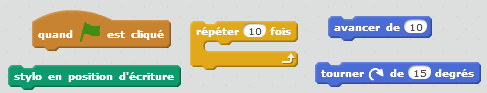 quand est cliqué
répéter 10 fois
avancer de 10
stylo en position d'écriture
tourner de 15 degrés